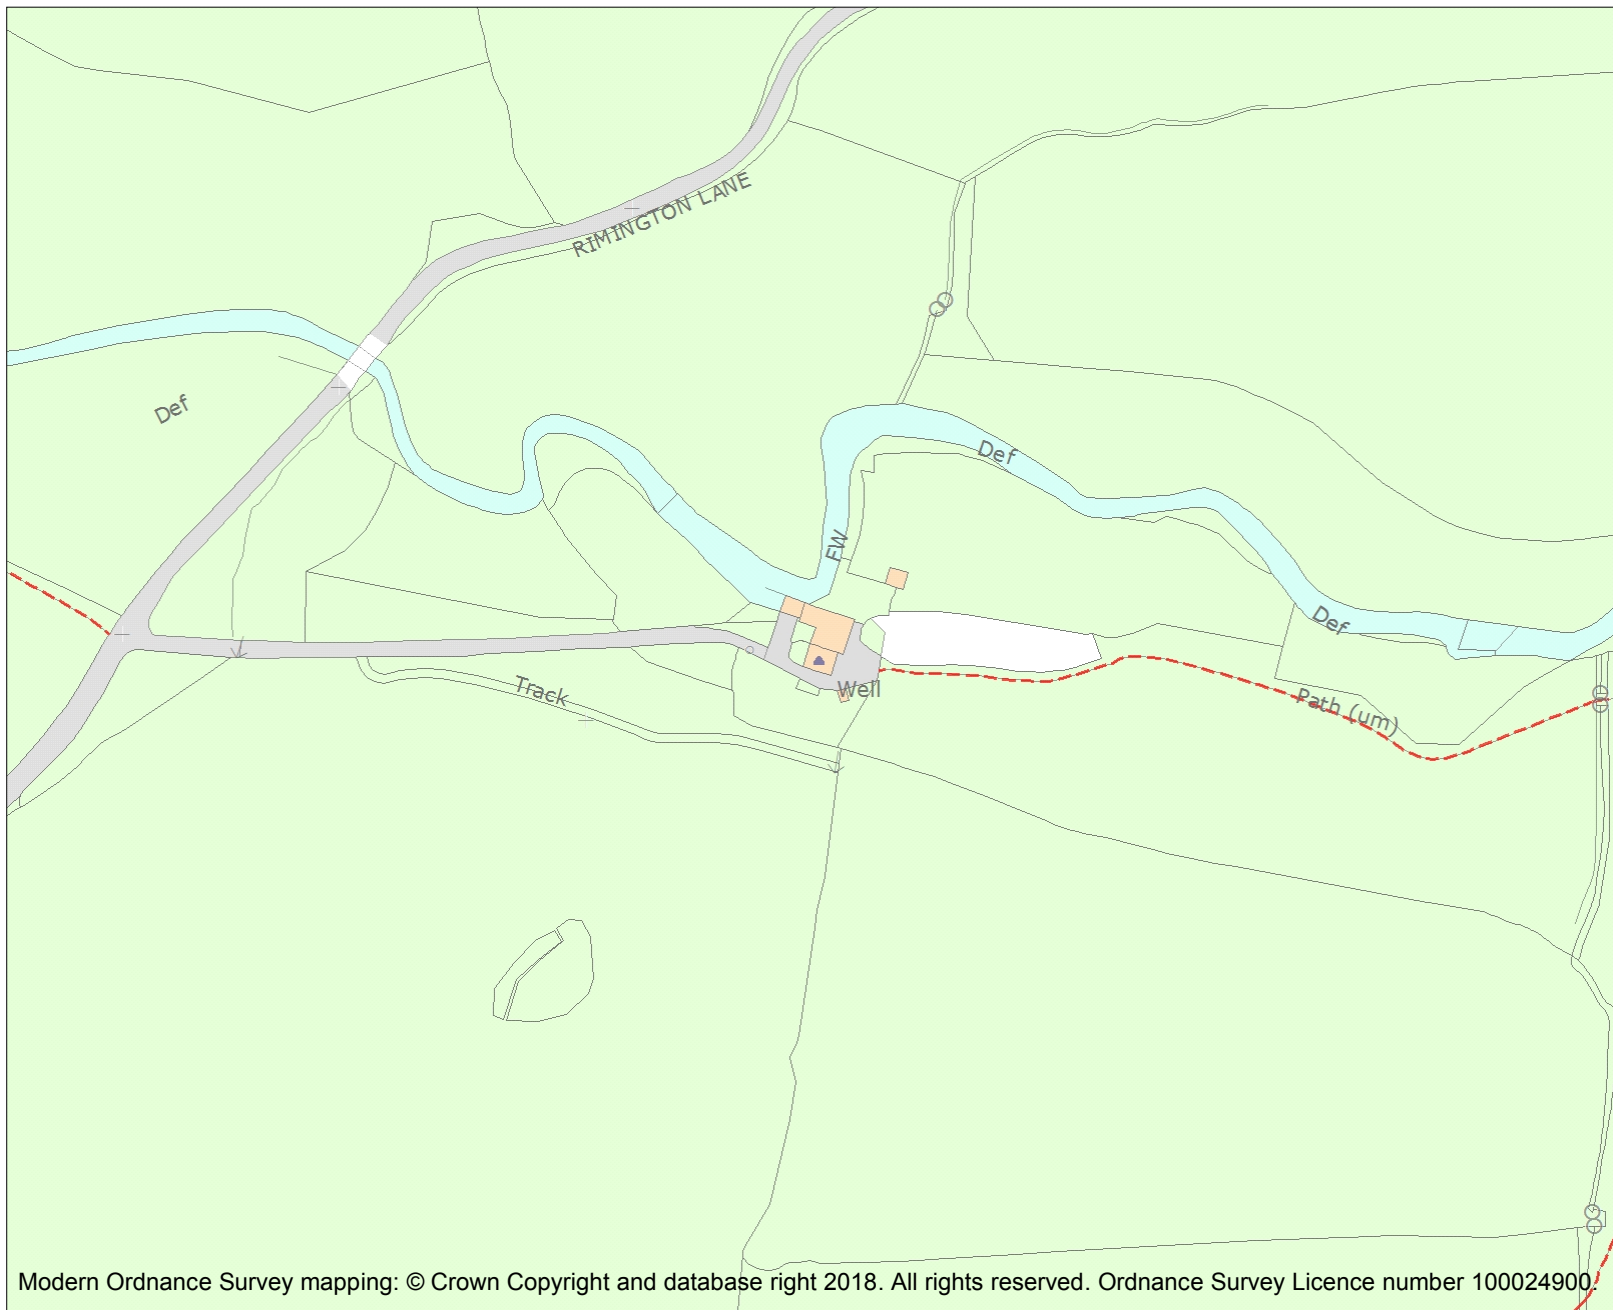 RIMINGTON LANE
Def
Def
FW
Def
Well
Track
Path (um)
Modern Ordnance Survey mapping: © Crown Copyright and database right 2018. All rights reserved. Ordnance Survey Licence number 100024900.